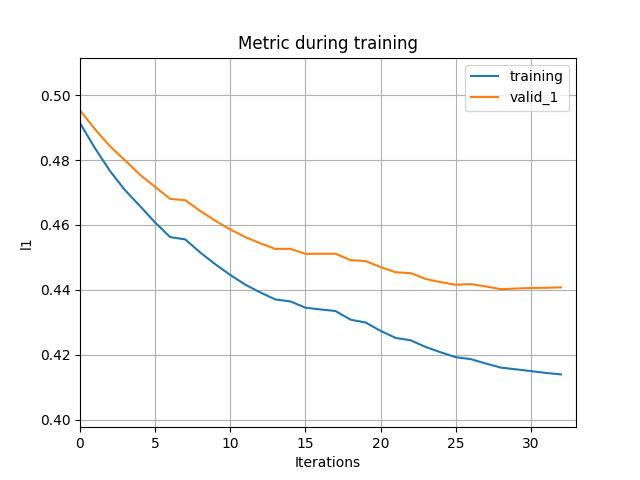 Metric during training
training
valid_1
0.50
0.48
0.46
0.44
0.42
0.40
l1
0 5 10 15 20 25 30
Iterations